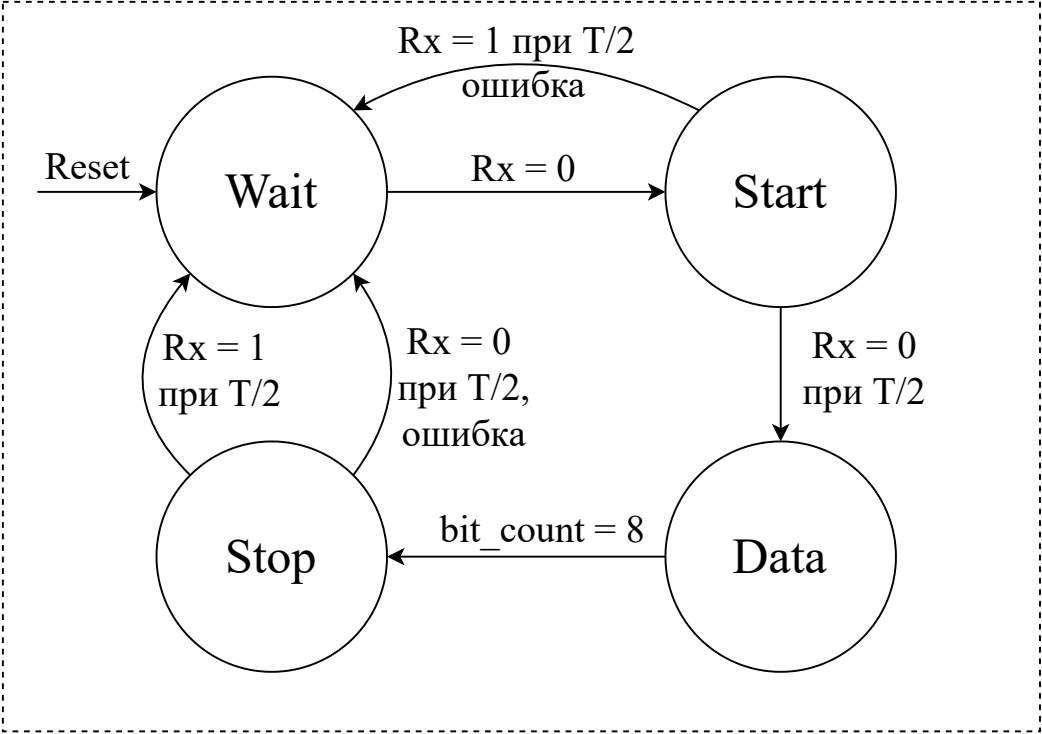 Rx = 1 при T/2
ошибка
Reset
Rx = 0
Wait
Start
Rx = 1
при T/2
Rx = 0
при T/2,
ошибка
Rx = 0
при T/2
bit_count = 8
Stop
Data